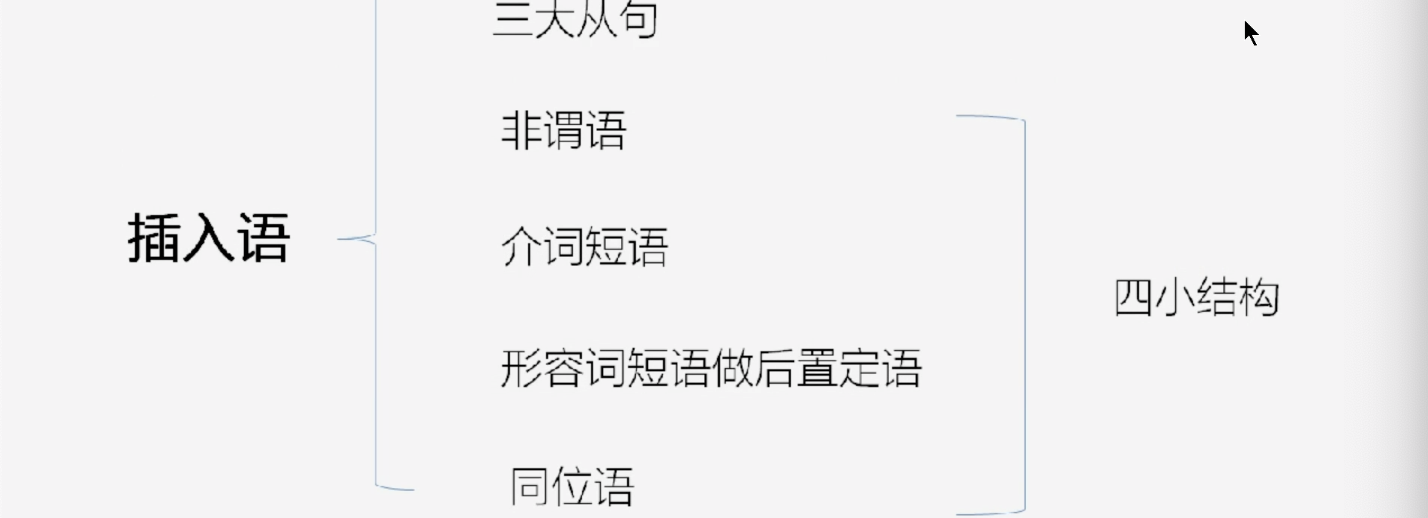 三大从句
非谓语
插入语
介词短语
四小结构
形容词短语做后置定语
同位语